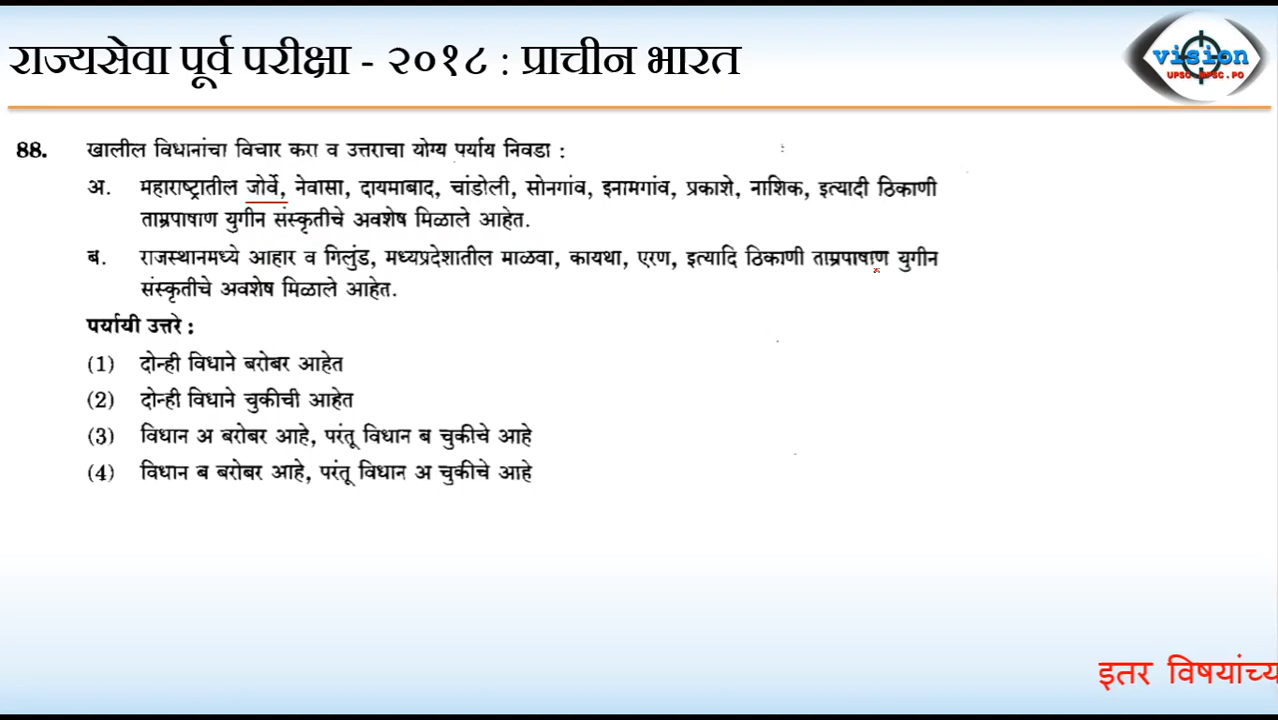 राज्यसेवा पूर्व परीक्षा - २०१८ : प्राचीन भारत
vision
UPSC MPSC PO
88. खालील विधानांचा विचार करा व उत्तराचा योग्य पर्याय निवडा :
अ. महाराष्ट्रातील जोर्वे, नेवासा, दायमाबाद, चांडोली, सोनगांव, इनामगांव, प्रकाशे, नाशिक, इत्यादी ठिकाणी
ताम्रपाषाण युगीन संस्कृतीचे अवशेष मिळाले आहेत.
ब. राजस्थानमध्ये आहार व गिलुंड, मध्यप्रदेशातील माळवा, कायथा, एरण, इत्यादि ठिकाणी ताम्रपाषाण युगीन
संस्कृतीचे अवशेष मिळाले आहेत.
पर्यायी उत्तरे :
(1) दोन्ही विधाने बरोबर आहेत
(2) दोन्ही विधाने चुकीची आहेत
(3) विधान अ बरोबर आहे, परंतू विधान ब चुकीचे आहे
(4) विधान ब बरोबर आहे, परंतू विधान अ चुकीचे आहे
इतर विषयांच्य